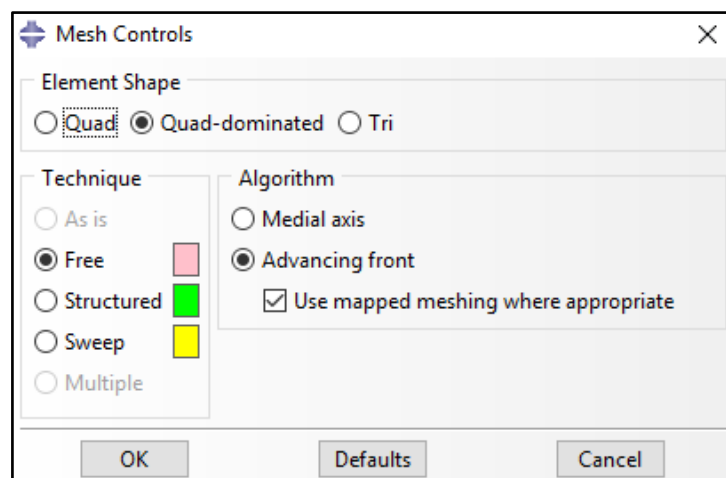 Mesh Controls
Element Shape
Quad Quad-dominated Tri
Technique
As is
Free
Structured
Sweep
Multiple
Algorithm
Medial axis
Advancing front
Use mapped meshing where appropriate
OK Defaults Cancel